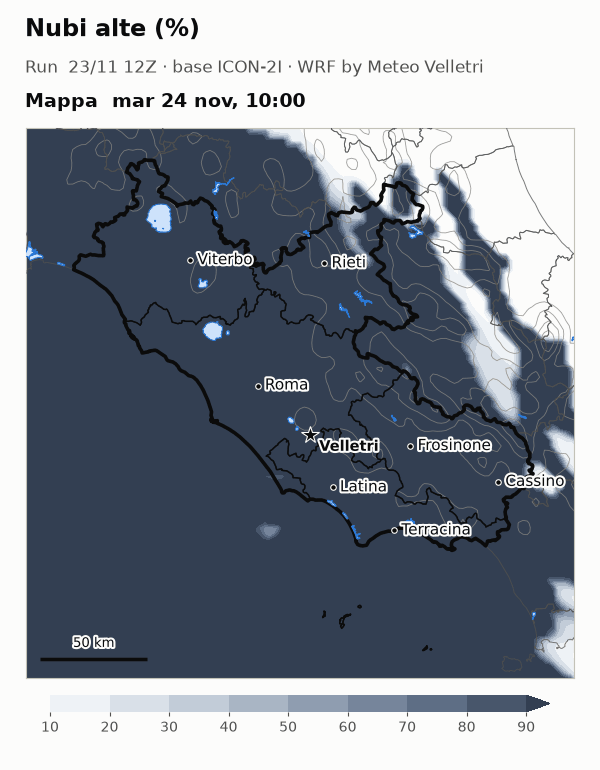 Nubi alte (%)
Run 23/11 12Z · base ICON-2I · WRF by Meteo Velletri
Mappa mar 24 nov, 10:00
Viterbo
Rieti
Roma
Velletri
Frosinone
Cassino
Latina
Terracina
50 km
10 20 30 40 50 60 70 80 90